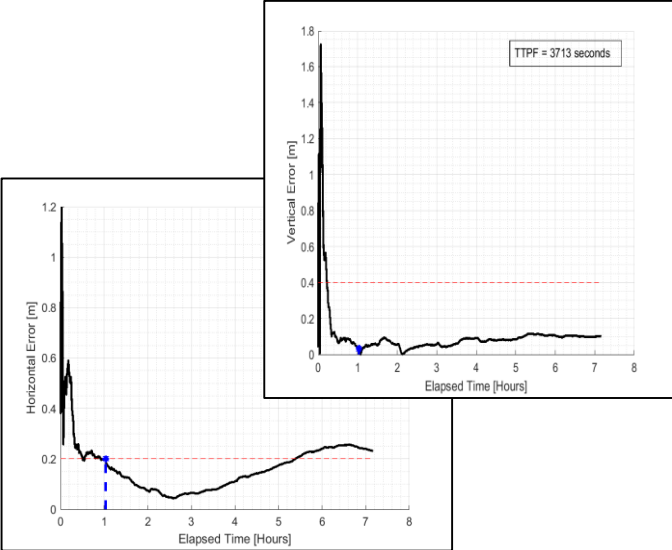 1.8
1.6
1.4
1.2
1
0.8
0.6
0.4
0.2
0
Vertical Error [m]
TTPF = 3713 seconds
0 1 2 3 4 5 6 7 8
Elapsed Time [Hours]
1.2
1
0.8
0.6
0.4
0.2
0
Horizontal Error [m]
0 1 2 3 4 5 6 7 8
Elapsed Time [Hours]